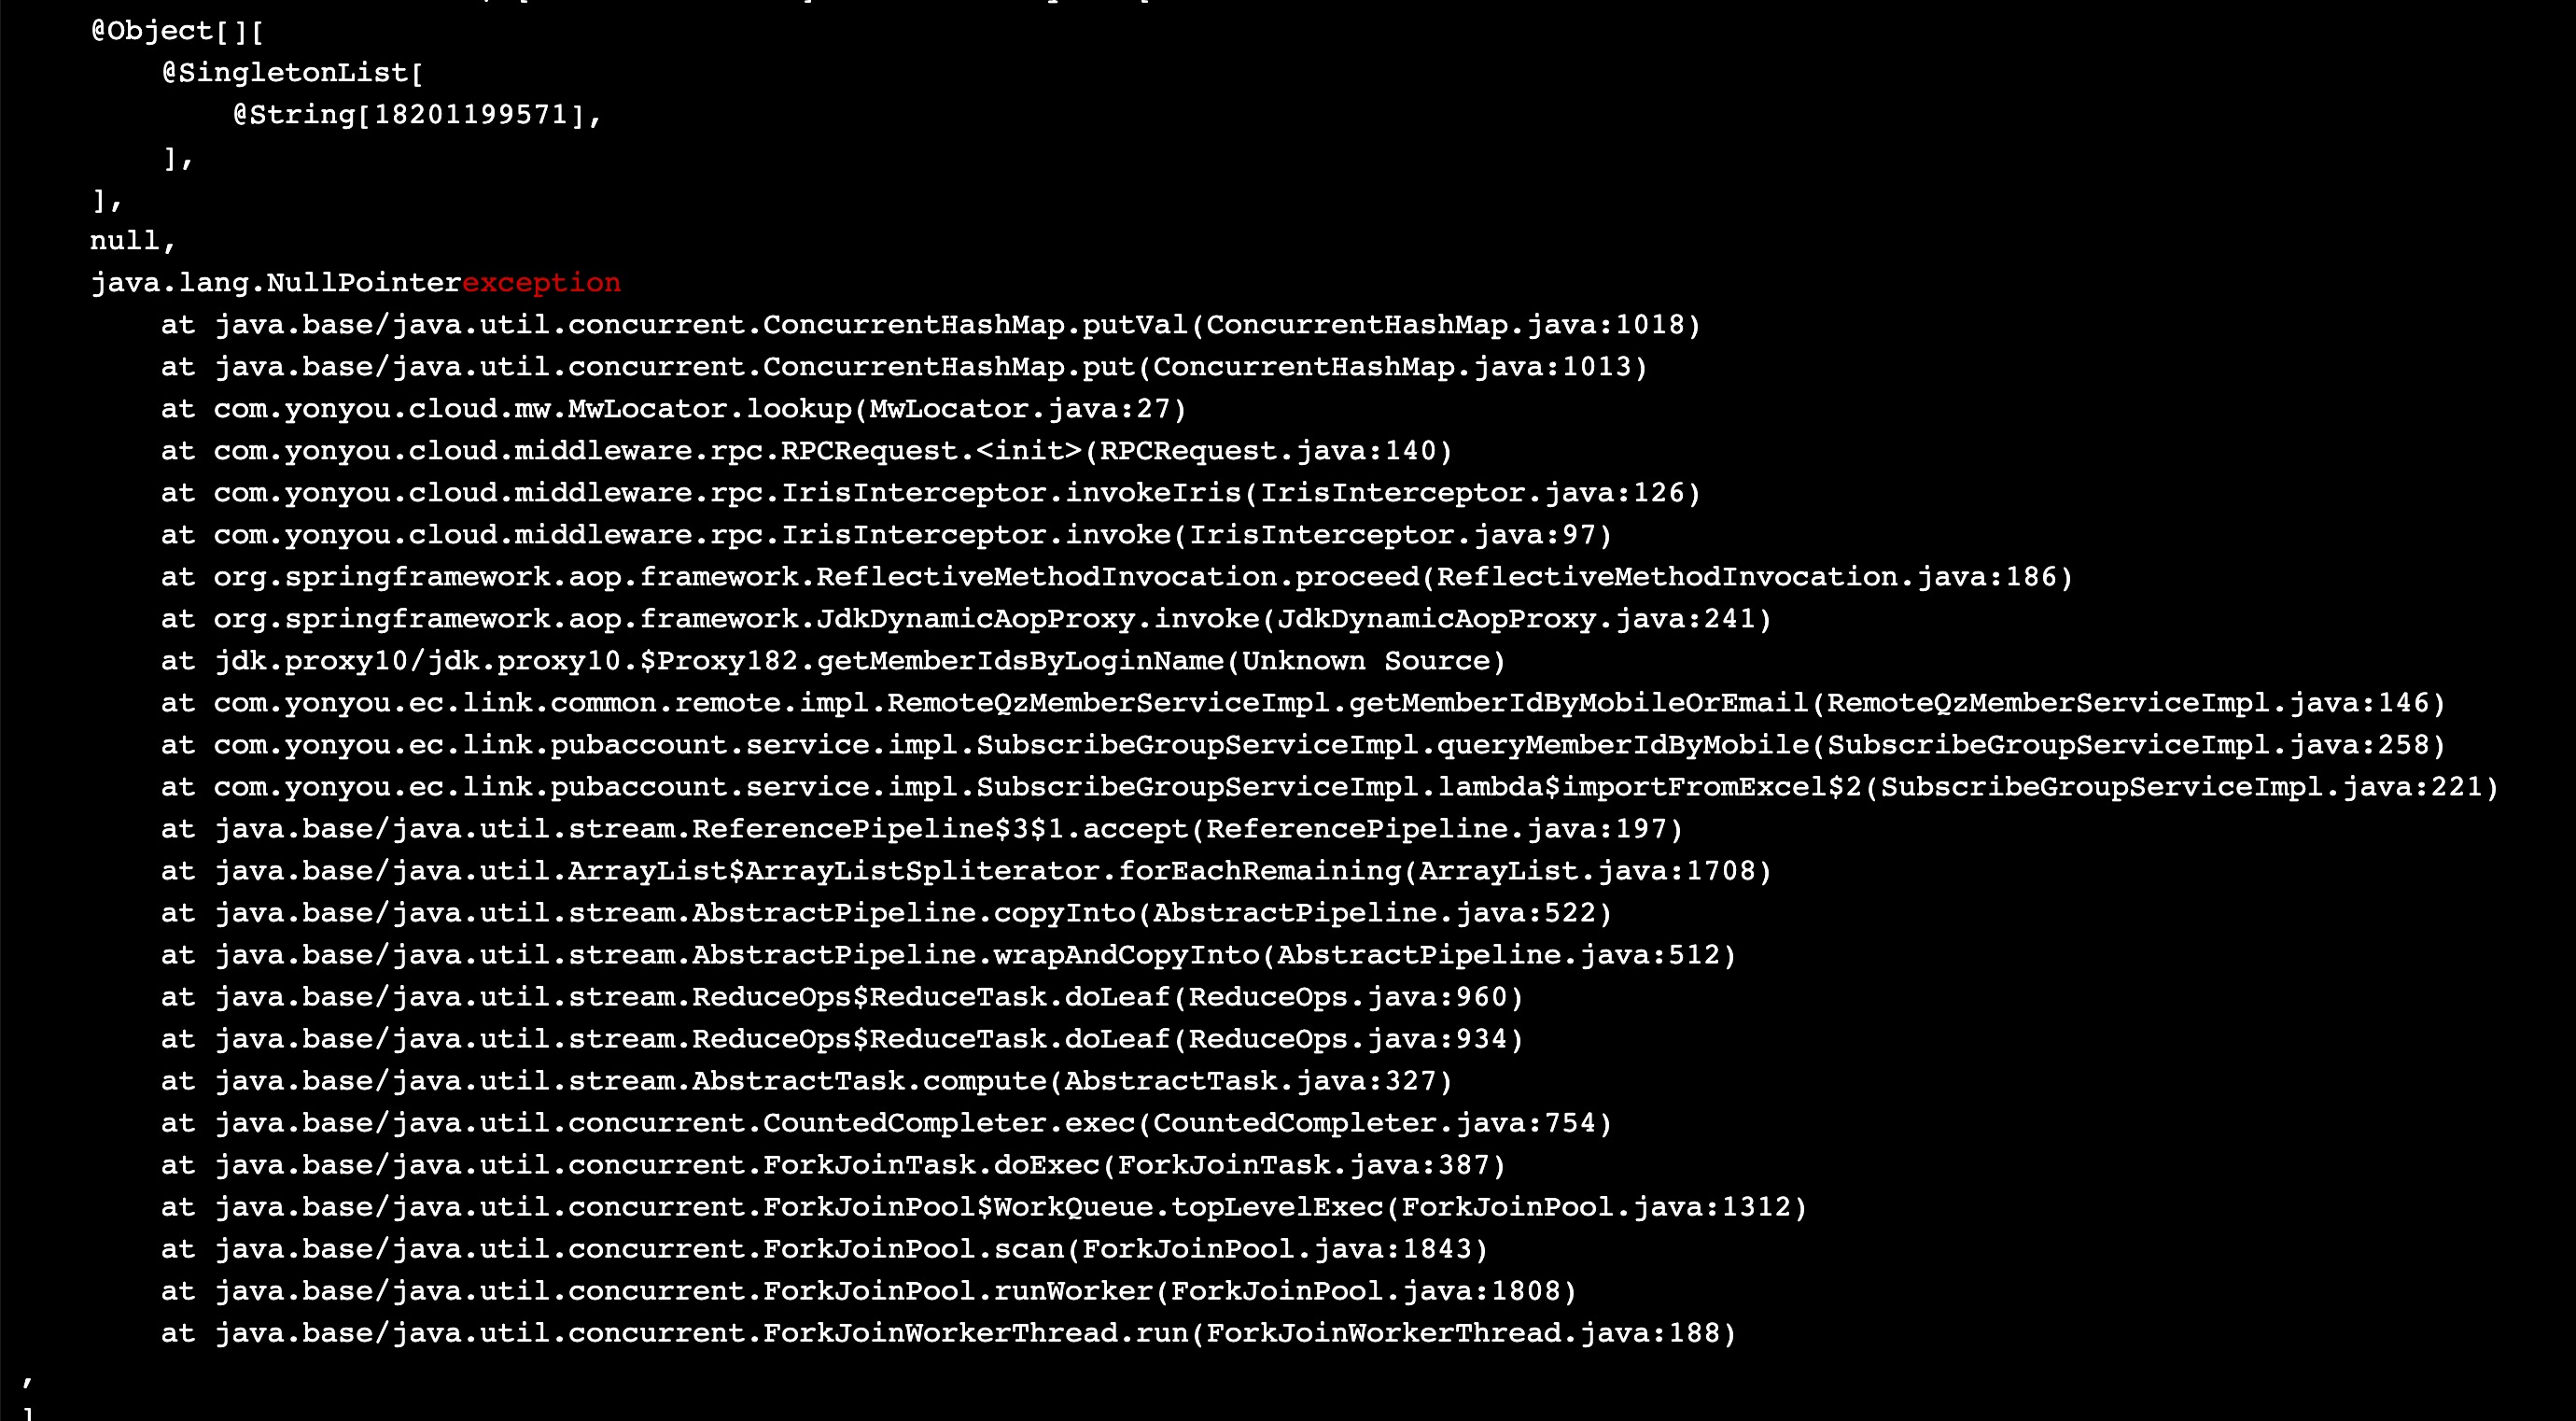 @Object[][
@SingletonList[
@String[18201199571],
],
],
null,
java.lang.NullPointerexception
at java.base/java.util.concurrent.ConcurrentHashMap.putVal(ConcurrentHashMap.java:1018)
at java.base/java.util.concurrent.ConcurrentHashMap.put(ConcurrentHashMap.java:1013)
at com.yonyou.cloud.mw.MwLocator.lookup(MwLocator.java:27)
at com.yonyou.cloud.middleware.rpc.RPCRequest.<init>(RPCRequest.java:140)
at com.yonyou.cloud.middleware.rpc.IrisInterceptor.invokeIris(IrisInterceptor.java:126)
at com.yonyou.cloud.middleware.rpc.IrisInterceptor.invoke(IrisInterceptor.java:97)
at org.springframework.aop.framework.ReflectiveMethodInvocation.proceed(ReflectiveMethodInvocation.java:186)
at org.springframework.aop.framework.JdkDynamicAopProxy.invoke(JdkDynamicAopProxy.java:241)
at jdk.proxy10/jdk.proxy10.$Proxy182.getMemberIdsByLoginName(Unknown Source)
at com.yonyou.ec.link.common.remote.impl.RemoteQzMemberServiceImpl.getMemberIdByMobileOrEmail(RemoteQzMemberServiceImpl.java:146)
at com.yonyou.ec.link.pubaccount.service.impl.SubscribeGroupServiceImpl.queryMemberIdByMobile(SubscribeGroupServiceImpl.java:258)
at com.yonyou.ec.link.pubaccount.service.impl.SubscribeGroupServiceImpl.lambda$importFromExcel$2(SubscribeGroupServiceImpl.java:221)
at java.base/java.util.stream.ReferencePipeline$3$1.accept(ReferencePipeline.java:197)
at java.base/java.util.ArrayList$ArrayListSpliterator.forEachRemaining(ArrayList.java:1708)
at java.base/java.util.stream.AbstractPipeline.copyInto(AbstractPipeline.java:522)
at java.base/java.util.stream.AbstractPipeline.wrapAndCopyInto(AbstractPipeline.java:512)
at java.base/java.util.stream.ReduceOps$ReduceTask.doLeaf(ReduceOps.java:960)
at java.base/java.util.stream.ReduceOps$ReduceTask.doLeaf(ReduceOps.java:934)
at java.base/java.util.stream.AbstractTask.compute(AbstractTask.java:327)
at java.base/java.util.concurrent.CountedCompleter.exec(CountedCompleter.java:754)
at java.base/java.util.concurrent.ForkJoinTask.doExec(ForkJoinTask.java:387)
at java.base/java.util.concurrent.ForkJoinPool$WorkQueue.topLevelExec(ForkJoinPool.java:1312)
at java.base/java.util.concurrent.ForkJoinPool.scan(ForkJoinPool.java:1843)
at java.base/java.util.concurrent.ForkJoinPool.runWorker(ForkJoinPool.java:1808)
at java.base/java.util.concurrent.ForkJoinWorkerThread.run(ForkJoinWorkerThread.java:188)
,
]